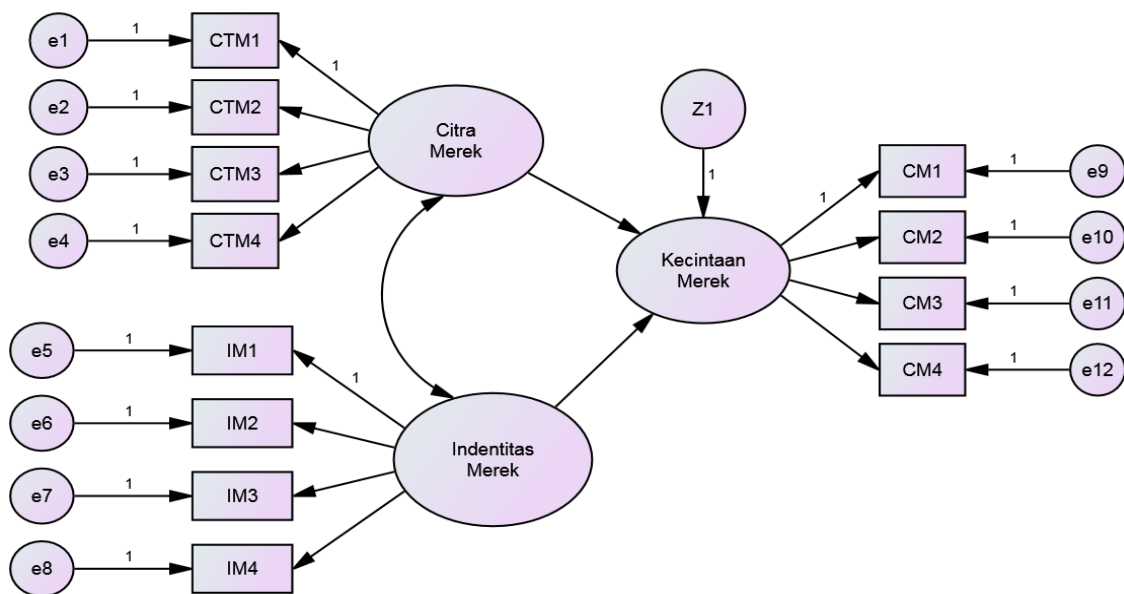 e1
1
CTM1
1
e2
1
CTM2
e3
1
CTM3
e4
1
CTM4
Citra
Merek
Z1
1
Kecintaan
Merek
1
CM1
1
e9
CM2
1
e10
CM3
1
e11
CM4
1
e12
e5
1
IM1
1
e6
1
IM2
e7
1
IM3
e8
1
IM4
Indentitas
Merek